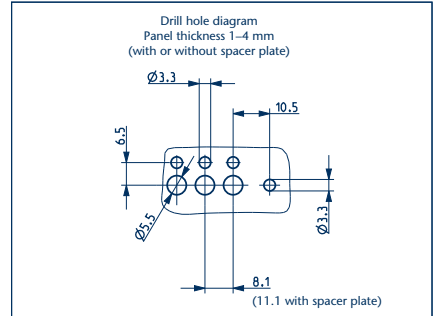 Drill hole diagram
Panel thickness 1–4 mm
(with or without spacer plate)
Ø3.3
10.5
6.5
Ø5.5
Ø3.3
8.1
(11.1 with spacer plate)